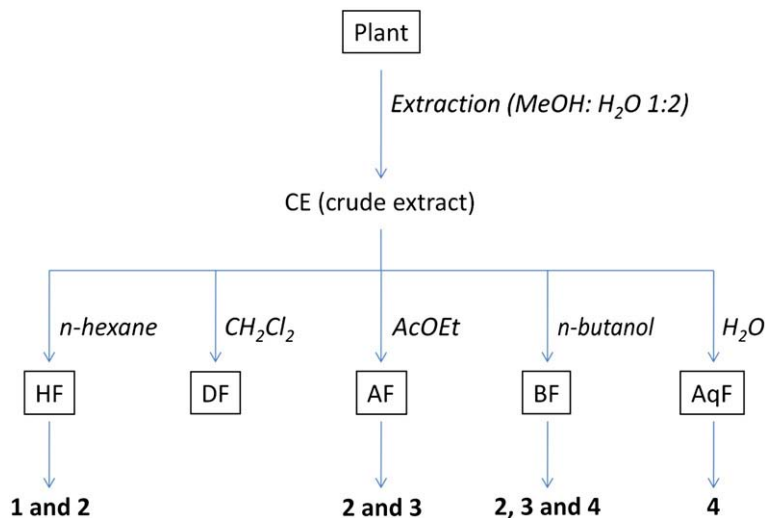 Plant
Extraction (MeOH: H₂O 1:2)
CE (crude extract)
n-hexane CH₂Cl₂ AcOEt n-butanol H₂O
HF DF AF BF AqF
1 and 2 2 and 3 2, 3 and 4 4